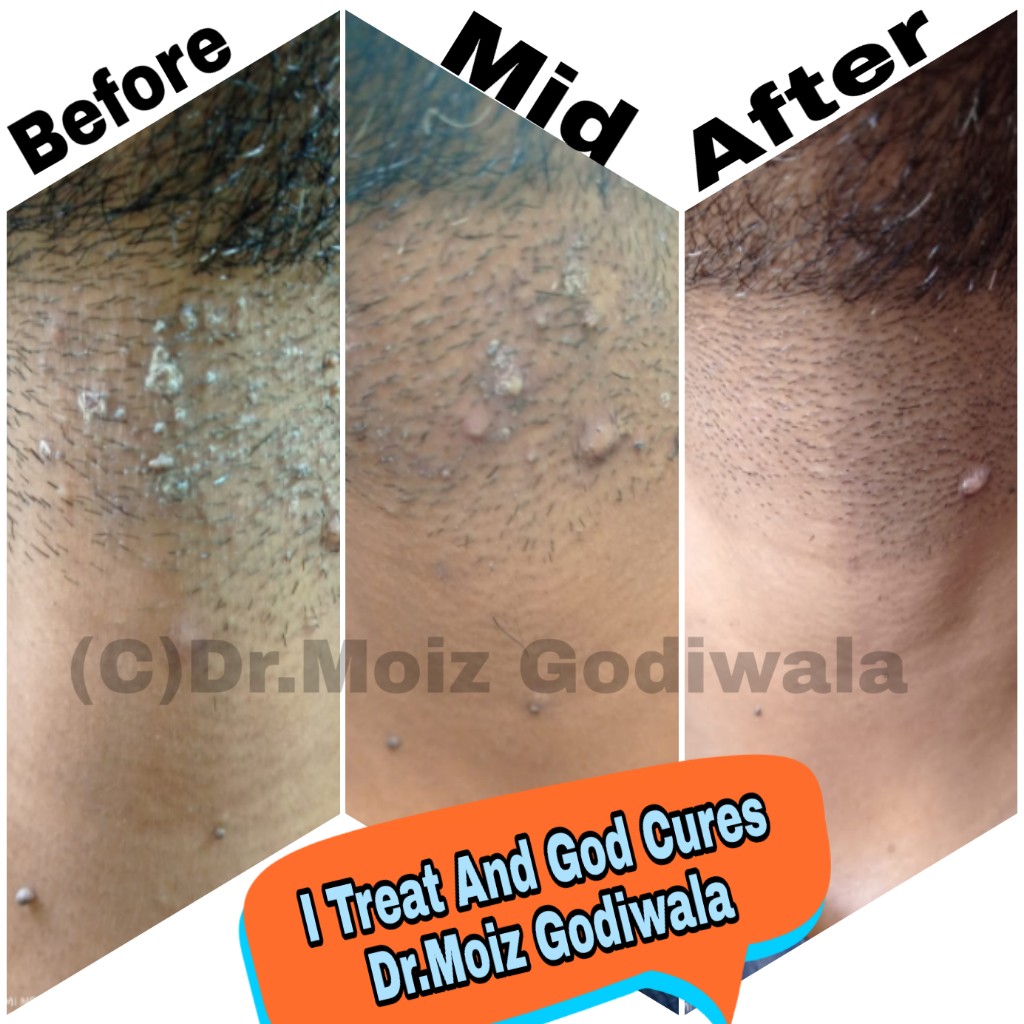 Before
Mid
After
(C)Dr.Moiz Godiwala
I Treat And God Cures
Dr.Moiz Godiwala